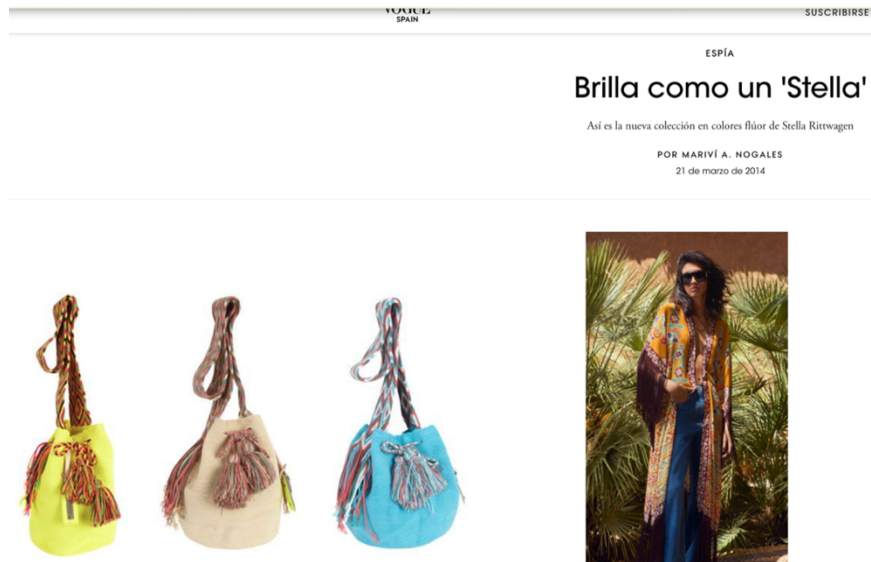 VOGUE
SPAIN
SUSCRIBIRSE
ESPÍA
Brilla como un 'Stella'
Así es la nueva colección en colores flúor de Stella Rittwagen
POR MARIVÍ A. NOGALES
21 de marzo de 2014